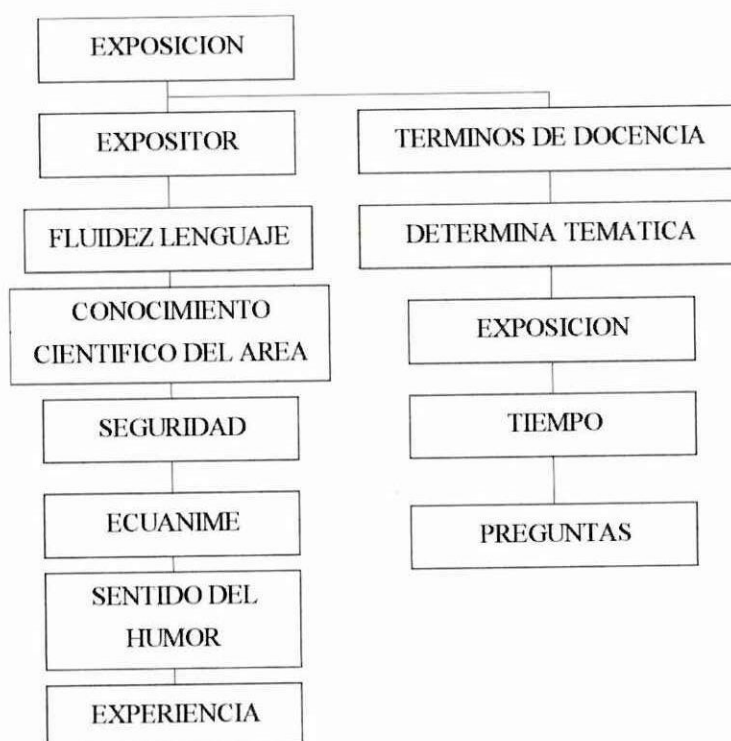 EXPOSICION
EXPOSITOR
FLUIDEZ LENGUAJE
CONOCIMIENTO
CIENTIFICO DEL AREA
SEGURIDAD
ECUANIME
SENTIDO DEL
HUMOR
EXPERIENCIA
TERMINOS DE DOCENCIA
DETERMINA TEMATICA
EXPOSICION
TIEMPO
PREGUNTAS